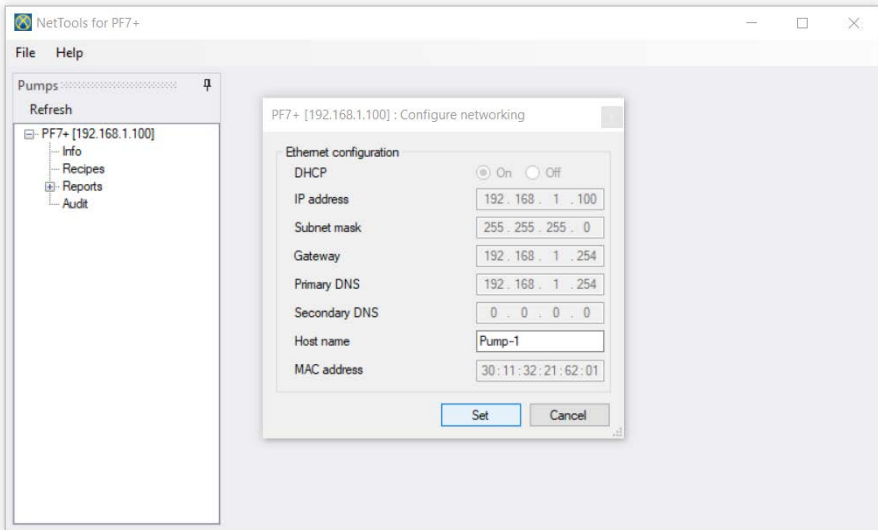 NetTools for PF7+
File Help
Pumps
Refresh
PF7+ [192.168.1.100]
Info
Recipes
Reports
Audit
PF7+ [192.168.1.100] : Configure networking
Ethernet configuration
DHCP On Off
IP address 192 . 168 . 1 . 100
Subnet mask 255 . 255 . 255 . 0
Gateway 192 . 168 . 1 . 254
Primary DNS 192 . 168 . 1 . 254
Secondary DNS 0 . 0 . 0 . 0
Host name Pump-1
MAC address 30 : 11 : 32 : 21 : 62 : 01
Set Cancel